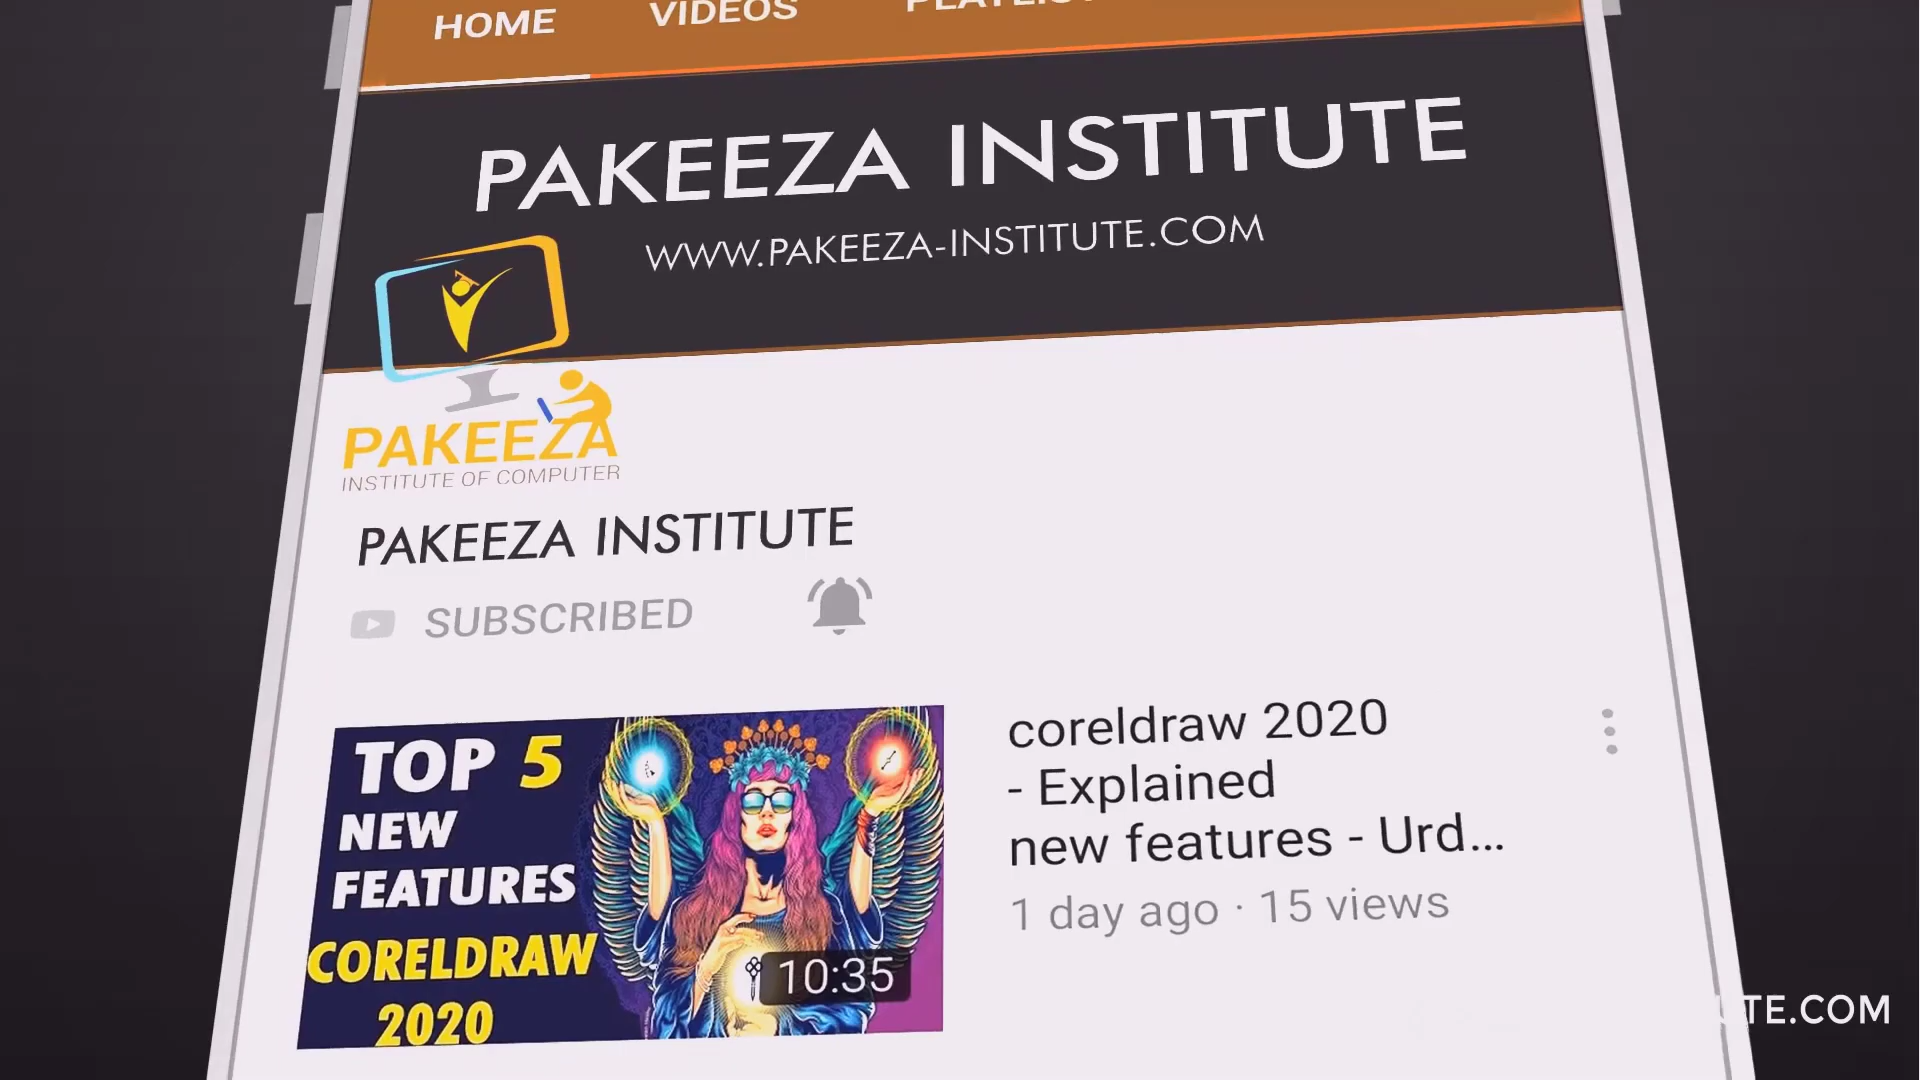 HOME VIDEOS
PAKEEZA INSTITUTE
WWW.PAKEEZA-INSTITUTE.COM
PAKEEZA
INSTITUTE OF COMPUTER
PAKEEZA INSTITUTE
SUBSCRIBED
TOP 5
NEW
FEATURES
CORELDRAW
2020
10:35
coreldraw 2020
- Explained
new features - Urd...
1 day ago · 15 views
TE.COM